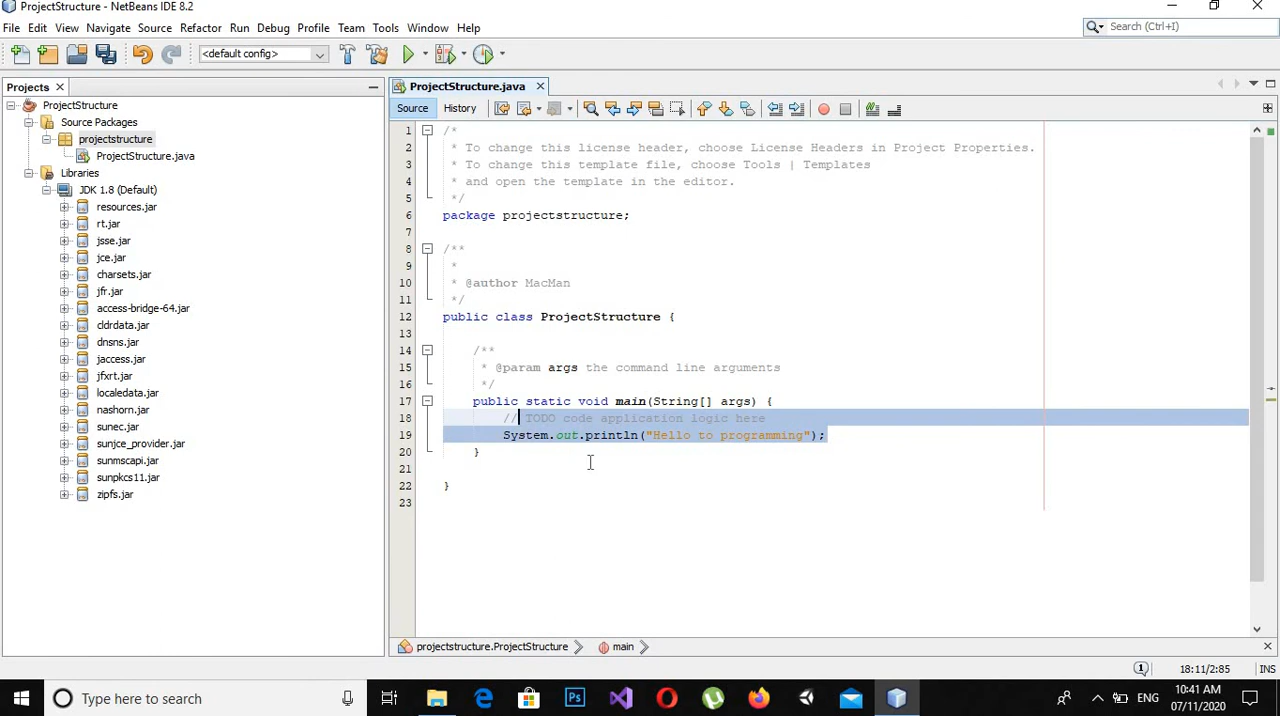 ProjectStructure - NetBeans IDE 8.2
File Edit View Navigate Source Refactor Run Debug Profile Team Tools Window Help
Search (Ctrl+I)
<default config>
Projects
ProjectStructure
Source Packages
projectstructure
ProjectStructure.java
Libraries
JDK 1.8 (Default)
resources.jar
rt.jar
jsse.jar
jce.jar
charsets.jar
jfr.jar
access-bridge-64.jar
cldrdata.jar
dnsns.jar
jaccess.jar
jfxrt.jar
localedata.jar
nashorn.jar
sunec.jar
sunjce_provider.jar
sunmscapi.jar
sunpkcs11.jar
zipfs.jar
ProjectStructure.java
Source History
1 /*
2 * To change this license header, choose License Headers in Project Properties.
3 * To change this template file, choose Tools | Templates
4 * and open the template in the editor.
5 */
6 package projectstructure;
7
8 /**
9 *
10 * @author MacMan
11 */
12 public class ProjectStructure {
13
14 /**
15 * @param args the command line arguments
16 */
17 public static void main(String[] args) {
18 // TODO code application logic here
19 System.out.println("Hello to programming");
20 }
21
22 }
23
projectstructure.ProjectStructure main
1 18:11/2:85 INS
Type here to search
Ps
ENG
10:41 AM
07/11/2020